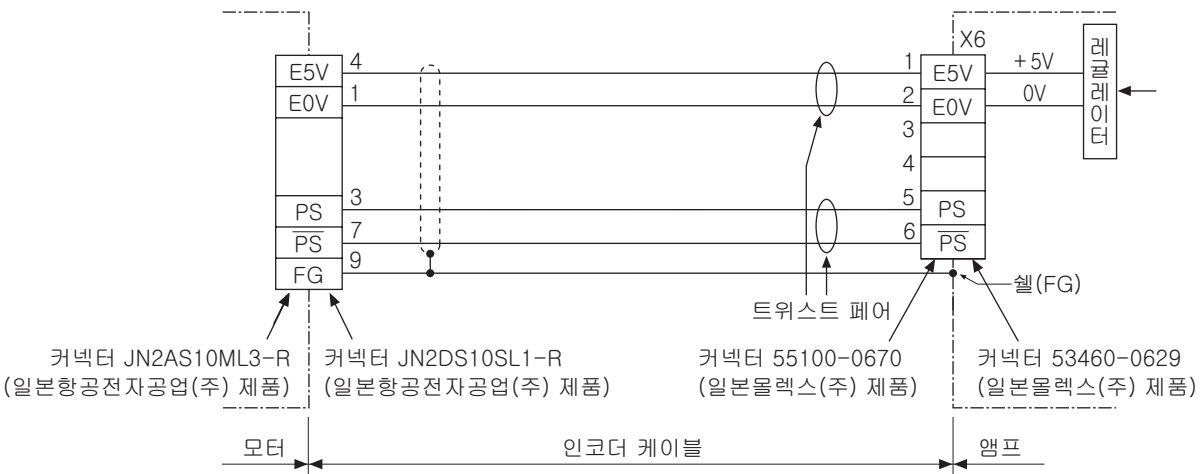 X6
E5V 4
1 E5V
+5V
E0V 1
2 E0V
0V
3
4
레귤레이터
PS 3
5 PS
PS 7
6 PS
FG 9
쉘(FG)
트위스트 페어
커넥터 JN2AS10ML3-R
(일본항공전자공업(주) 제품)
커넥터 JN2DS10SL1-R
(일본항공전자공업(주) 제품)
커넥터 55100-0670
(일본몰렉스(주) 제품)
커넥터 53460-0629
(일본몰렉스(주) 제품)
모터
인코더 케이블
앰프